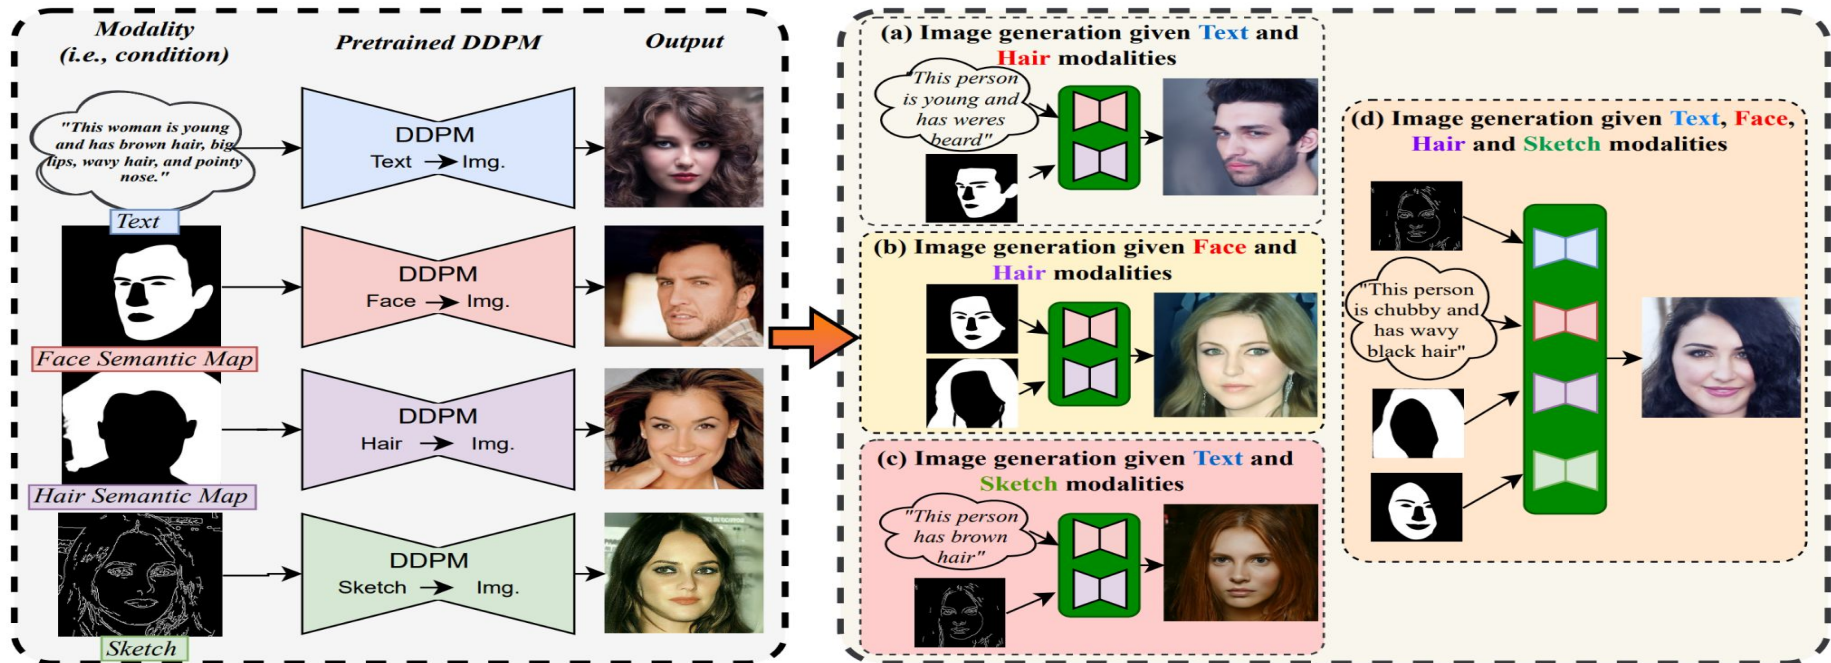 Modality
(i.e., condition)
Pretrained DDPM
Output
"This woman is young
and has brown hair, big
lips, wavy hair, and pointy
nose."
Text
DDPM
Text → Img.
Face Semantic Map
DDPM
Face → Img.
Hair Semantic Map
DDPM
Hair → Img.
Sketch
DDPM
Sketch → Img.
(a) Image generation given Text and
Hair modalities
"This person
is young and
has weres
beard"
(b) Image generation given Face and
Hair modalities
(c) Image generation given Text and
Sketch modalities
"This person
has brown
hair"
(d) Image generation given Text, Face,
Hair and Sketch modalities
"This person
is chubby and
has wavy
black hair"